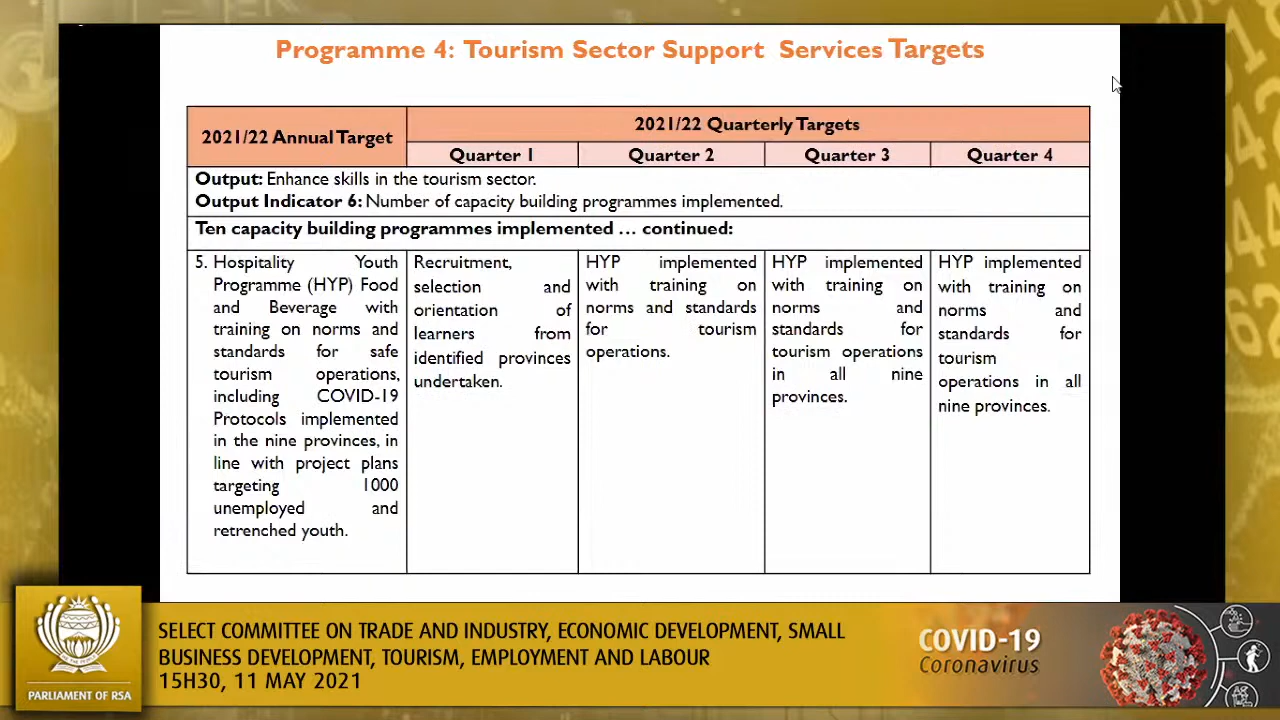 Programme 4: Tourism Sector Support Services Targets
2021/22 Annual Target
2021/22 Quarterly Targets
Quarter 1
Quarter 2
Quarter 3
Quarter 4
Output: Enhance skills in the tourism sector.
Output Indicator 6: Number of capacity building programmes implemented.
Ten capacity building programmes implemented … continued:
5. Hospitality Youth
Programme (HYP) Food
and Beverage with
training on norms and
standards for safe
tourism operations,
including COVID-19
Protocols implemented
in the nine provinces, in
line with project plans
targeting 1000
unemployed and
retrenched youth.
Recruitment,
selection and
orientation of
learners from
identified provinces
undertaken.
HYP implemented
with training on
norms and standards
for tourism
operations.
HYP implemented
with training on
norms and
standards for
tourism operations
in all nine
provinces.
HYP implemented
with training on
norms and
standards for
tourism
operations in all
nine provinces.
PARLIAMENT OF RSA
SELECT COMMITTEE ON TRADE AND INDUSTRY, ECONOMIC DEVELOPMENT, SMALL
BUSINESS DEVELOPMENT, TOURISM, EMPLOYMENT AND LABOUR
15H30, 11 MAY 2021
COVID-19
Coronavirus